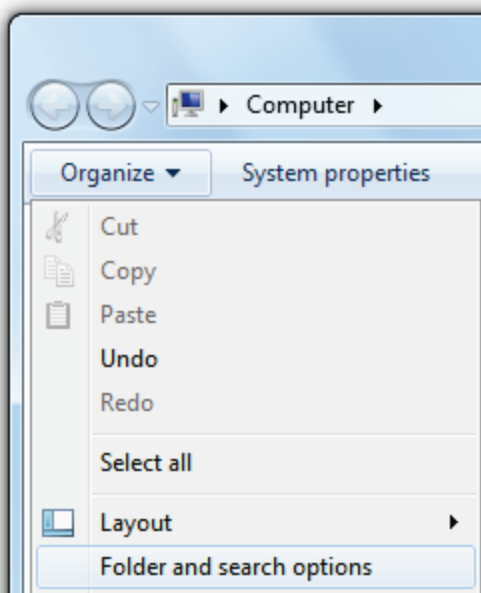 Computer
Organize System properties
Cut
Copy
Paste
Undo
Redo
Select all
Layout
Folder and search options